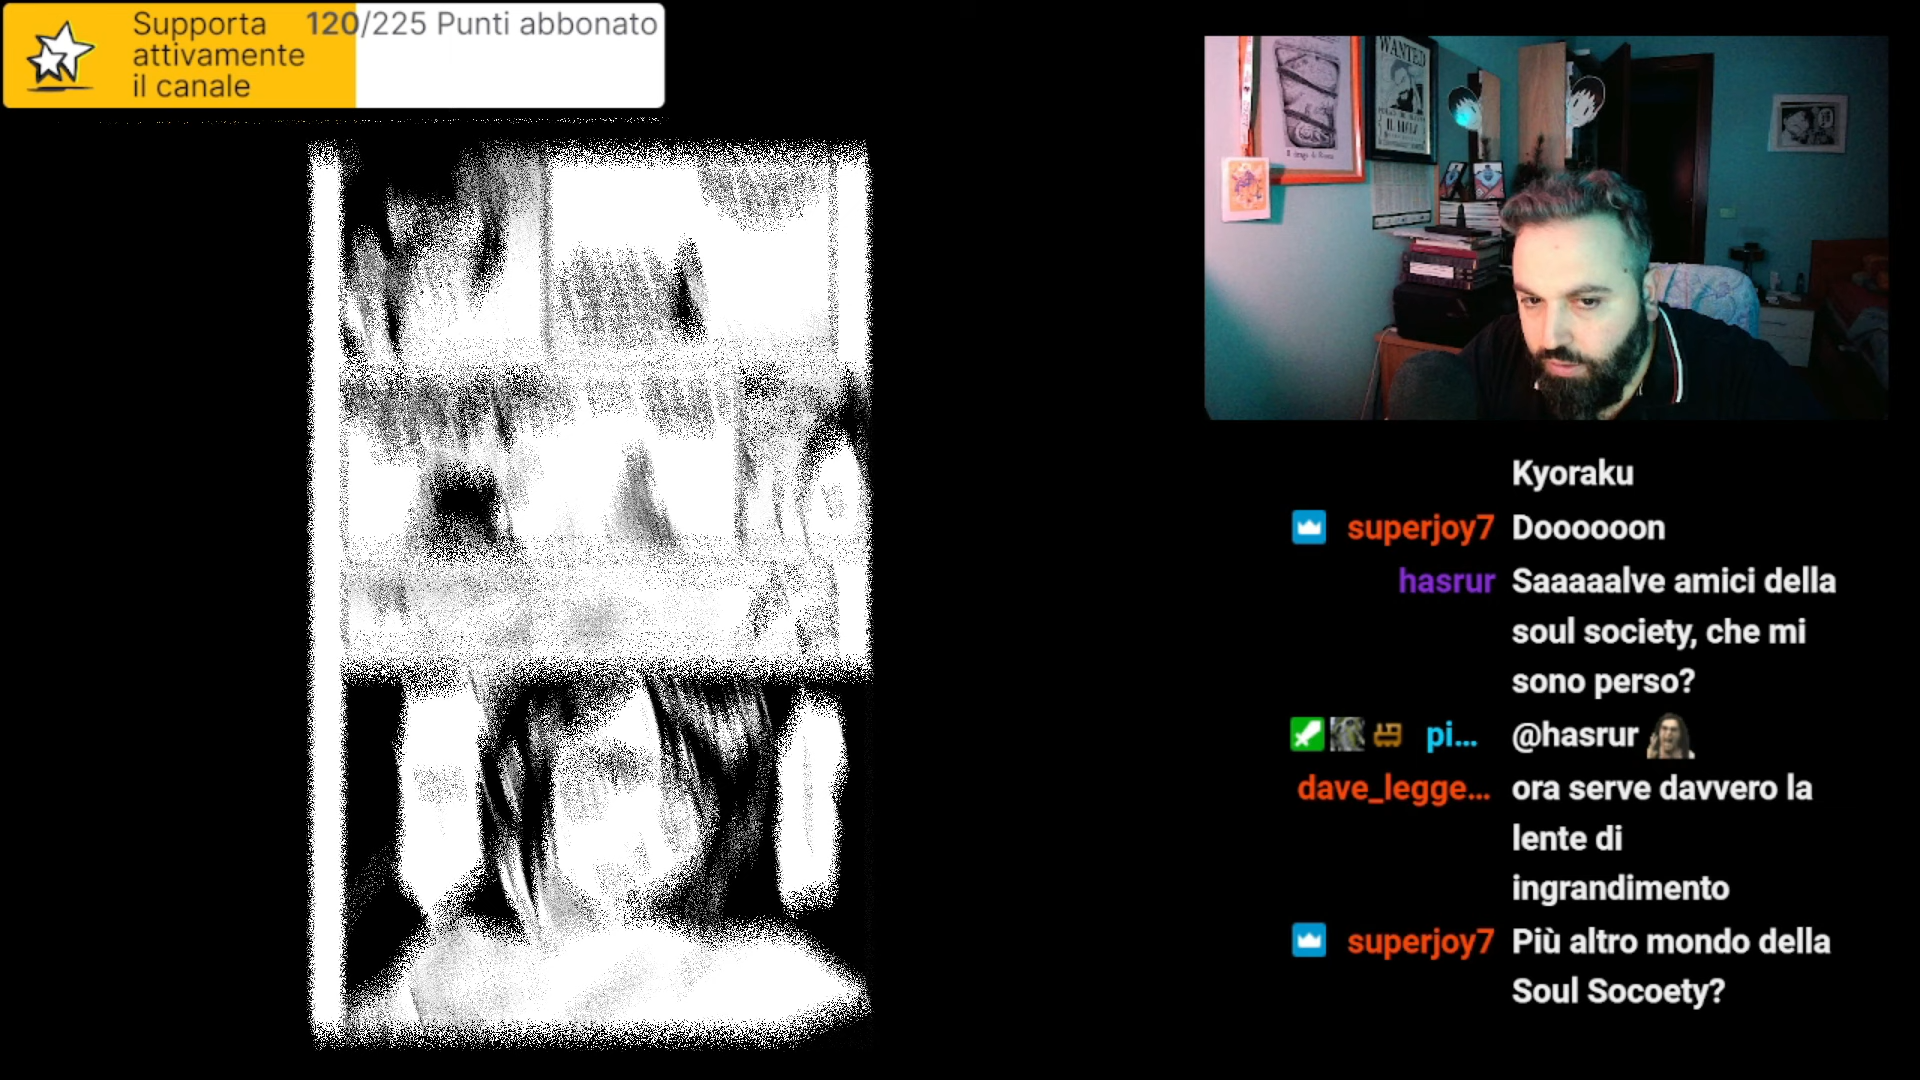 Supporta
attivamente
il canale
120/225 Punti abbonato
WANTED
Kyoraku
superjoy7 Doooooon
hasrur Saaaaalve amici della
soul society, che mi
sono perso?
pi... @hasrur
dave_legge... ora serve davvero la
lente di
ingrandimento
superjoy7 Più altro mondo della
Soul Socoety?